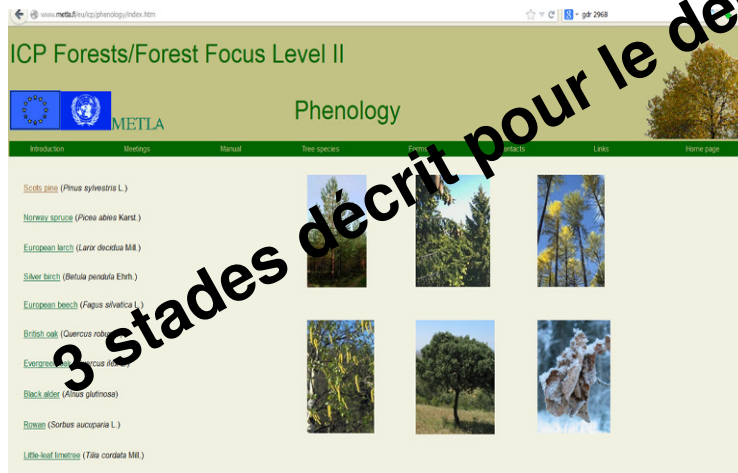 www.metla.fi/eu/icp/phenology/index.htm
gdr 2968
ICP Forests/Forest Focus Level II
METLA
Phenology
Introduction Meetings Manual Tree species Forms Contacts Links Home page
3 stades décrit pour le
Scots pine (Pinus sylvestris L.)
Norway spruce (Picea abies Karst.)
European larch (Larix decidua Mill.)
Silver birch (Betula pendula Ehrh.)
European beech (Fagus silvatica L.)
British oak (Quercus
Evergreen
Black alder (Alnus glutinosa)
Rowan (Sorbus aucuparia L.)
Little-leaf limetree (Tilia cordata Mill.)